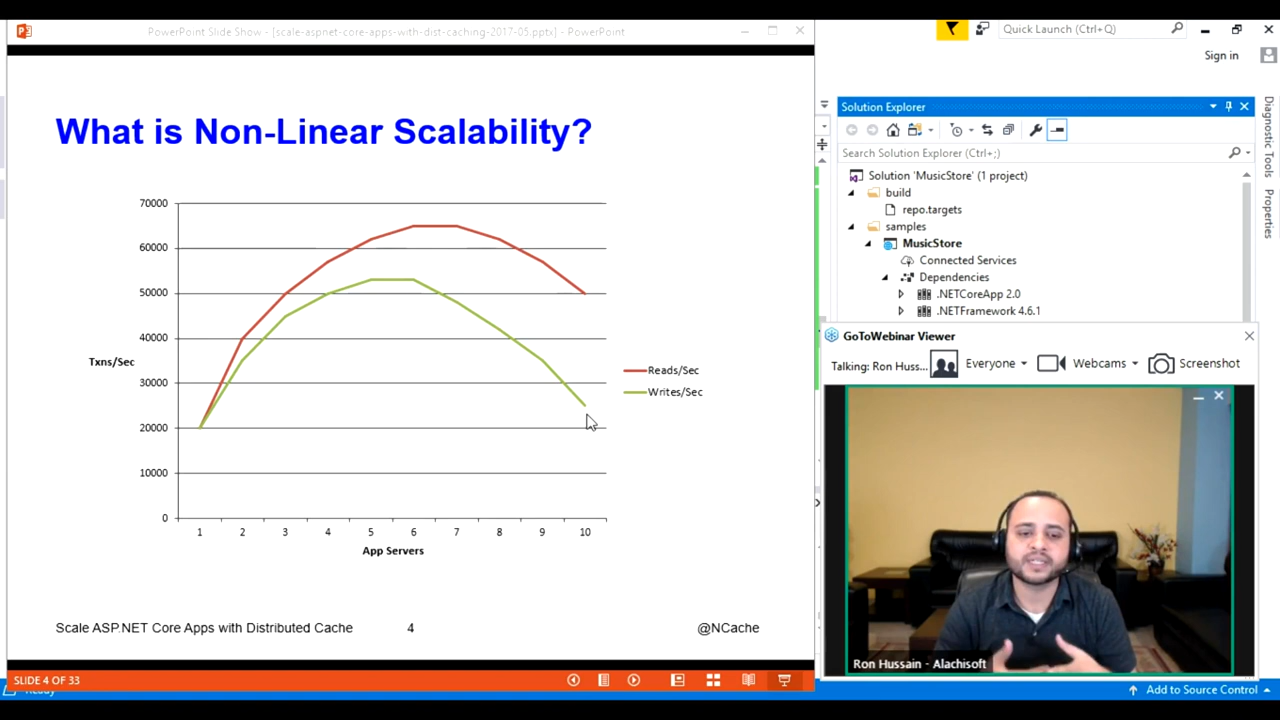 PowerPoint Slide Show - [scale-aspnet-core-apps-with-dist-caching-2017-05.pptx] - PowerPoint
What is Non-Linear Scalability?
70000
60000
50000
40000
30000
20000
10000
0
Txns/Sec
1 2 3 4 5 6 7 8 9 10
App Servers
Reads/Sec
Writes/Sec
Scale ASP.NET Core Apps with Distributed Cache 4 @NCache
SLIDE 4 OF 33
Ready
Quick Launch (Ctrl+Q)
Sign in
Solution Explorer
Search Solution Explorer (Ctrl+;)
Solution 'MusicStore' (1 project)
build
repo.targets
samples
MusicStore
Connected Services
Dependencies
.NETCoreApp 2.0
.NETFramework 4.6.1
Diagnostic Tools
Properties
GoToWebinar Viewer
Talking: Ron Huss... Everyone Webcams Screenshot
Ron Hussain - Alachisoft
Add to Source Control